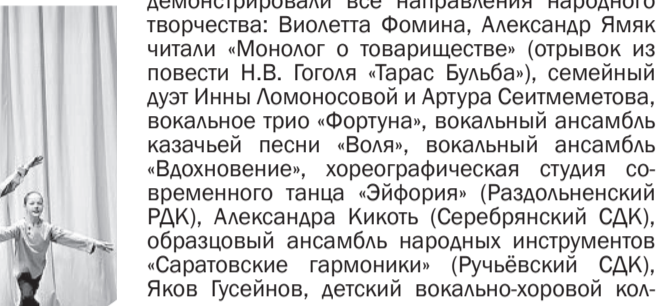 демонстрировали все направления народного
творчества: Виолетта Фомина, Александр Ямяк
читали «Монолог о товариществе» (отрывок из
повести Н.В. Гоголя «Тарас Бульба»), семейный
дуэт Инны Ломоносовой и Артура Сеитмеметова,
вокальное трио «Фортуна», вокальный ансамбль
казачьей песни «Воля», вокальный ансамбль
«Вдохновение», хореографическая студия со-
временного танца «Эйфория» (Раздольненский
РДК), Александра Кикоть (Серебрянский СДК),
образцовый ансамбль народных инструментов
«Саратовские гармоники» (Ручьёвский СДК),
Яков Гусейнов, детский вокально-хоровой кол-